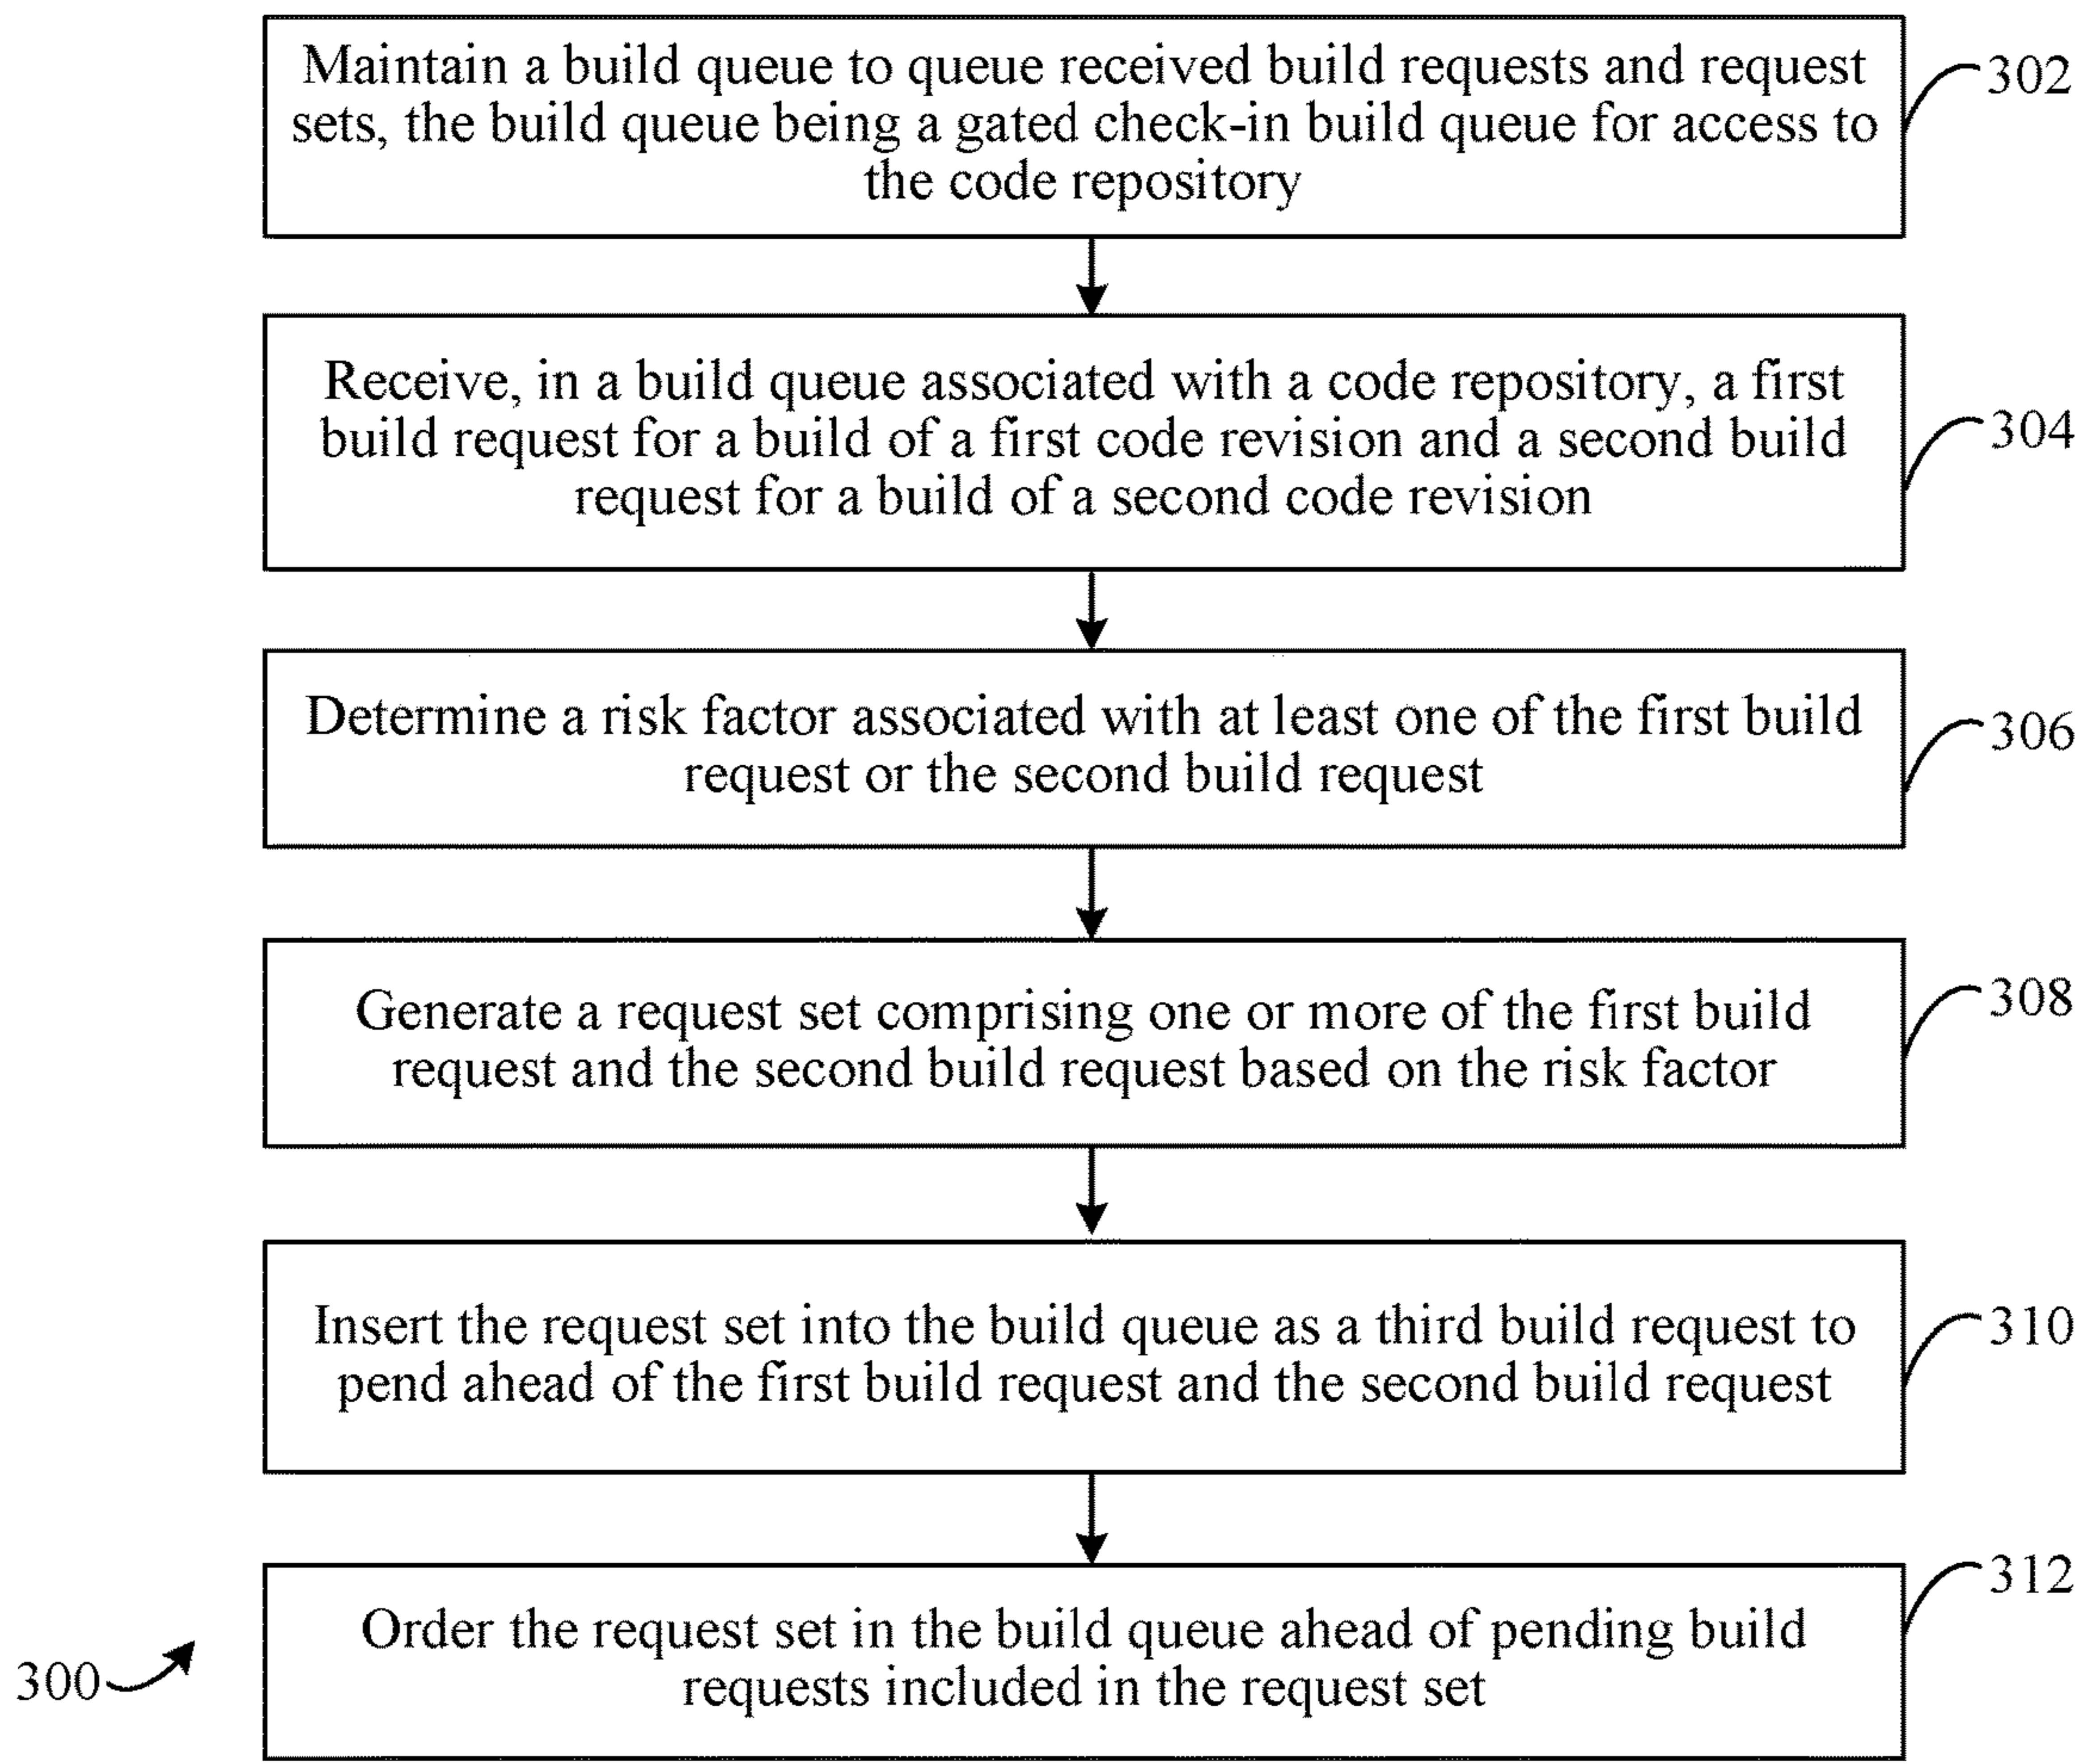 Maintain a build queue to queue received build requests and request
sets, the build queue being a gated check-in build queue for access to
the code repository
302
Receive, in a build queue associated with a code repository, a first
build request for a build of a first code revision and a second build
request for a build of a second code revision
304
Determine a risk factor associated with at least one of the first build
request or the second build request
306
Generate a request set comprising one or more of the first build
request and the second build request based on the risk factor
308
Insert the request set into the build queue as a third build request to
pend ahead of the first build request and the second build request
310
Order the request set in the build queue ahead of pending build
requests included in the request set
312
300